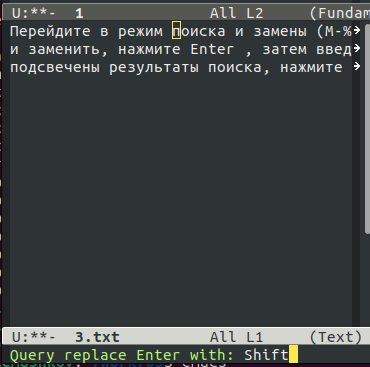 U:**-  1               All L2     (Fundam
Перейдите в режим поиска и замены (M-%
и заменить, нажмите Enter , затем введ
подсвечены результаты поиска, нажмите
U:**-  3.txt           All L1     (Text)
Query replace Enter with: Shift